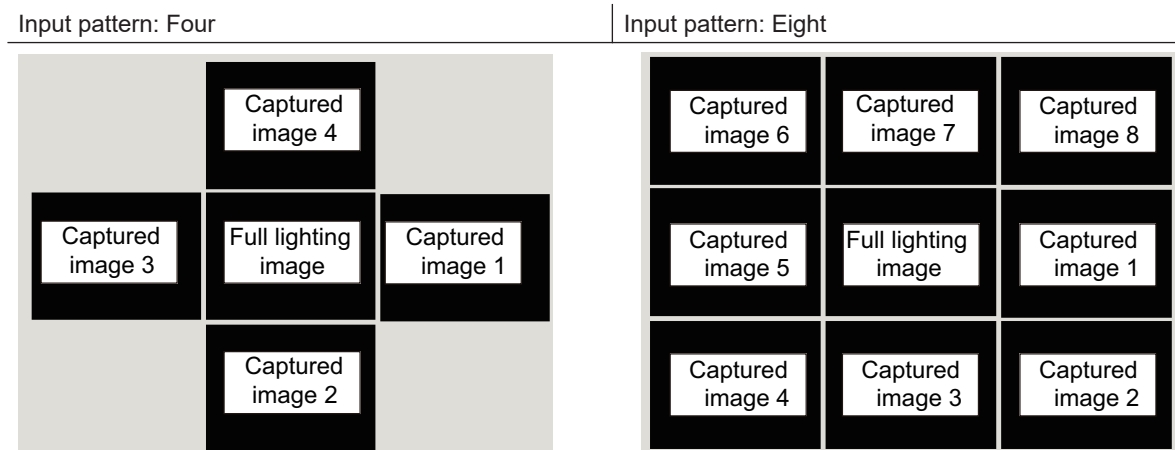 Input pattern: Four
Captured
image 4
Captured
image 3
Full lighting
image
Captured
image 1
Captured
image 2
Input pattern: Eight
Captured
image 6
Captured
image 7
Captured
image 8
Captured
image 5
Full lighting
image
Captured
image 1
Captured
image 4
Captured
image 3
Captured
image 2